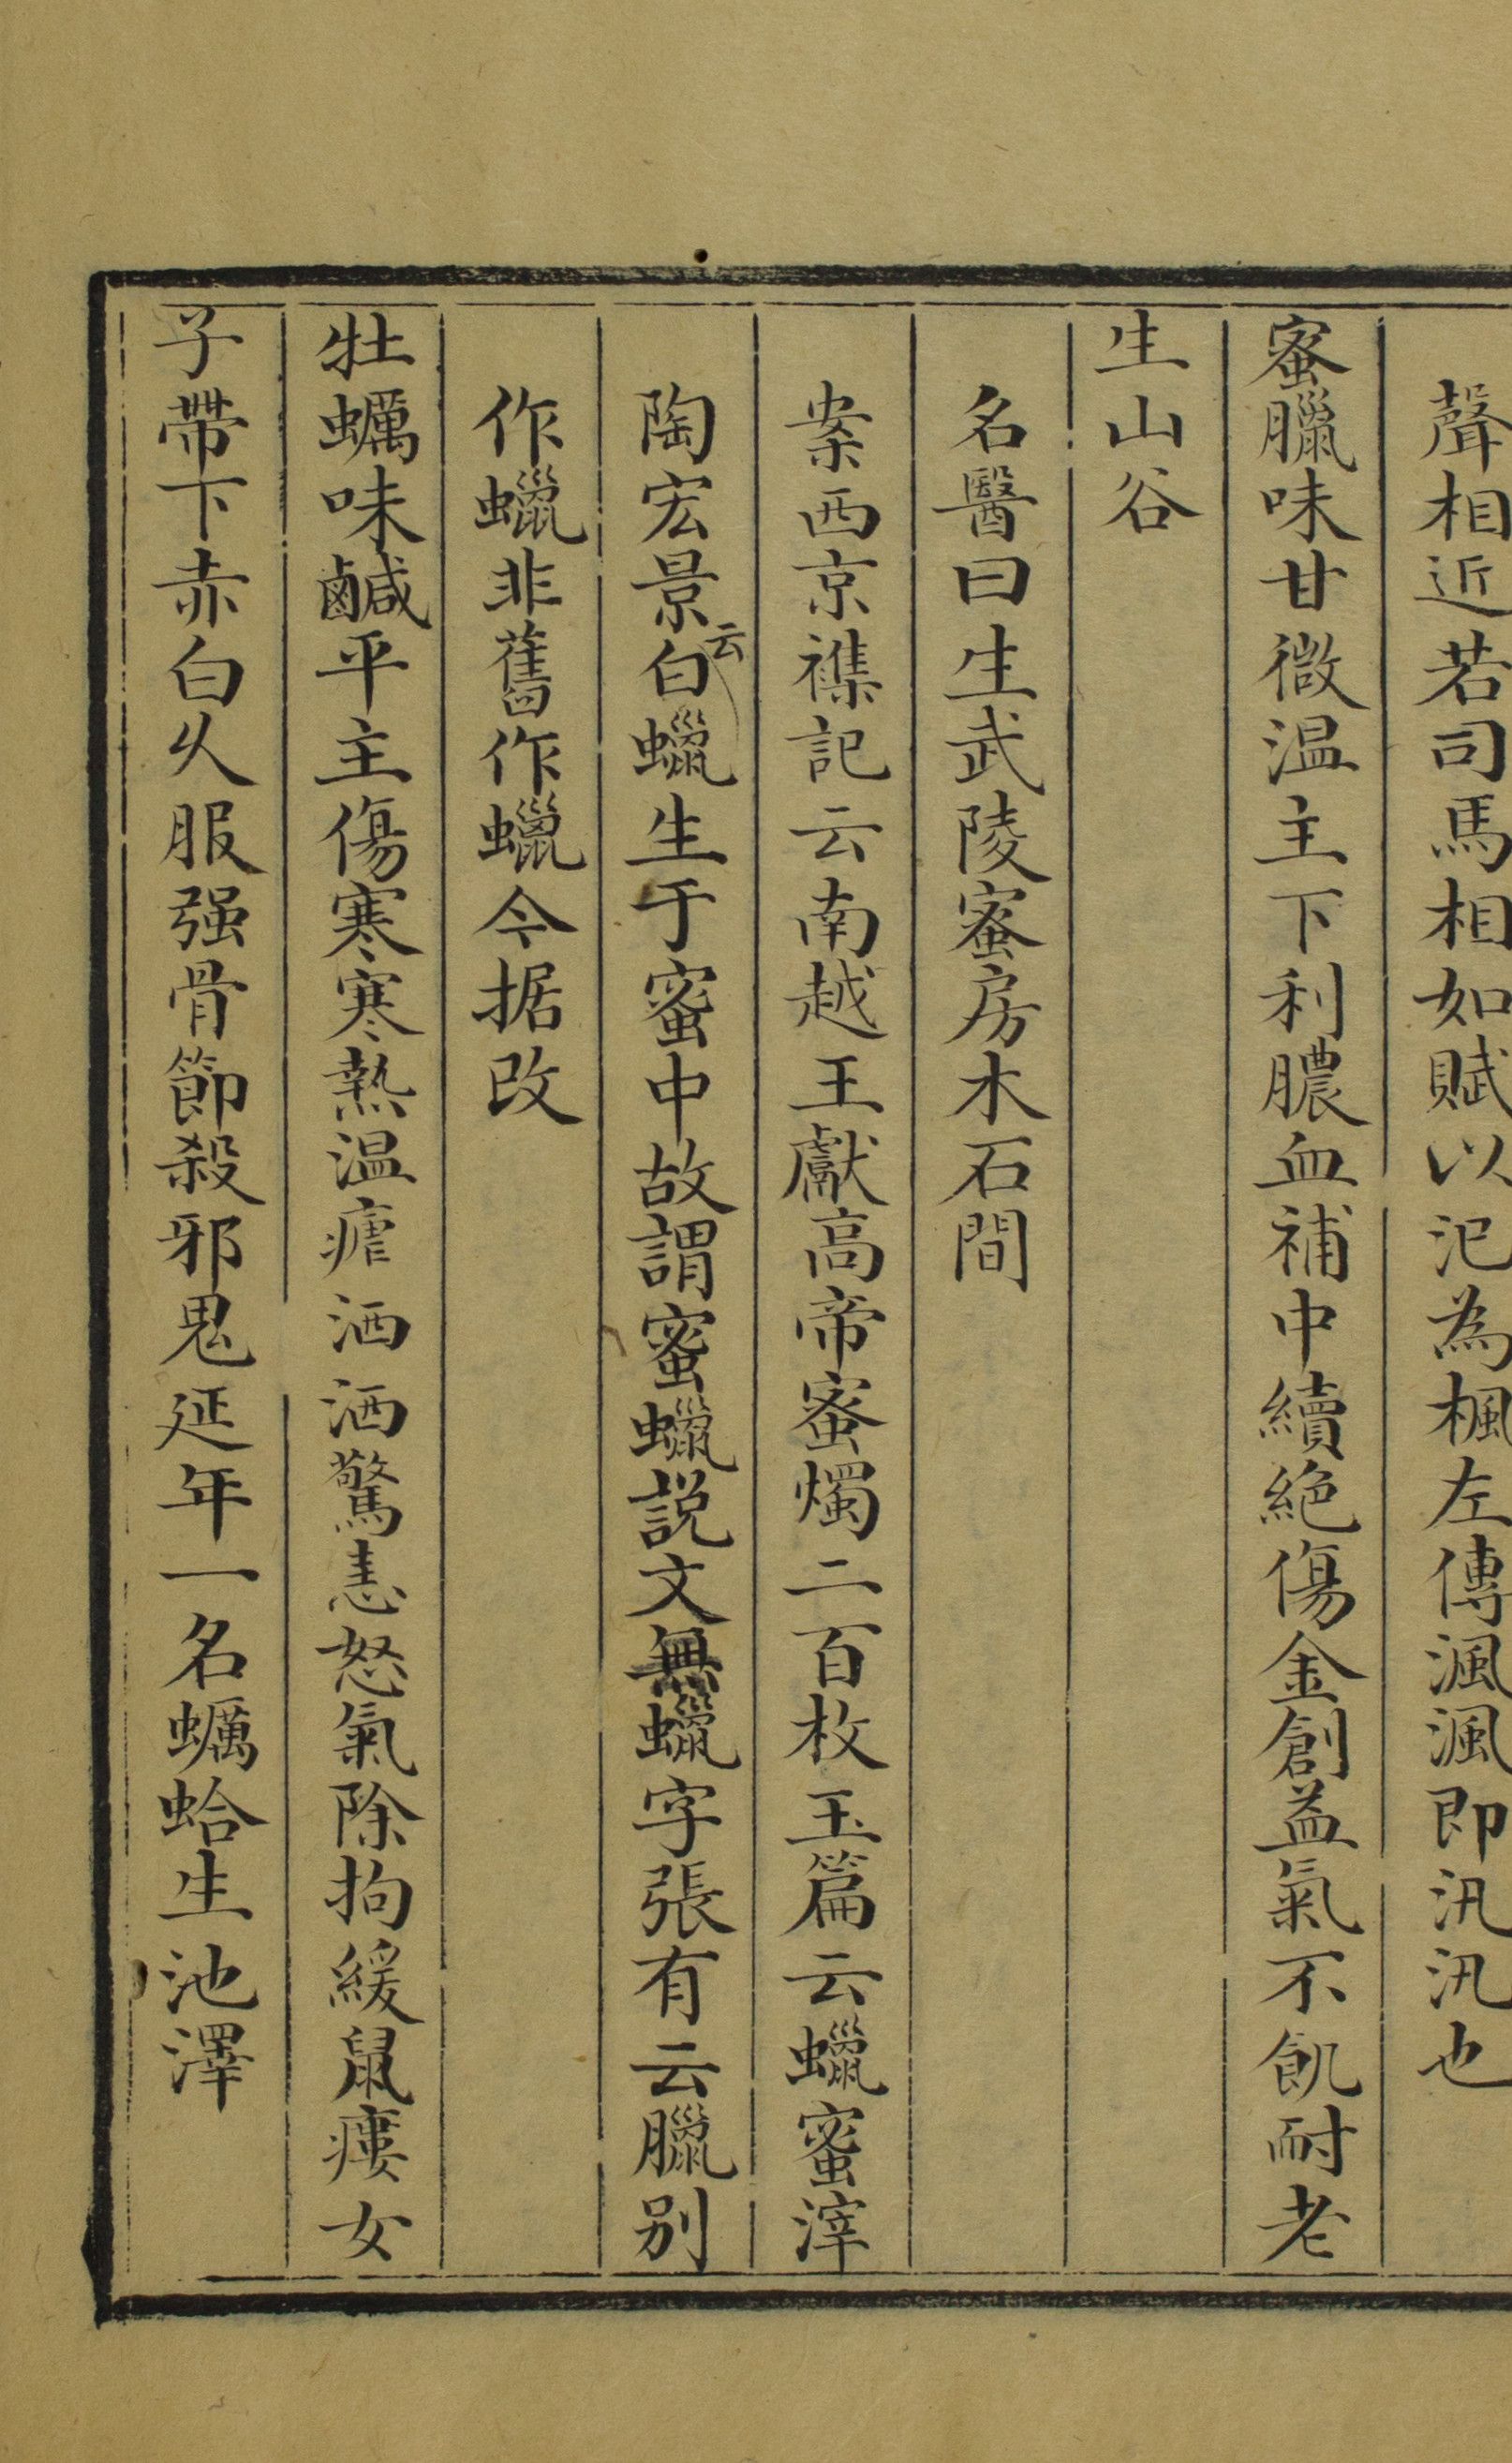 聲相近若司馬相如賦以汜為楓左傳渢渢即汎汎也
蜜臘味甘微温主下利膿血補中續絶傷金創益氣不飢耐老
生山谷
名醫曰生武陵蜜房木石間
案西京襍記云南越王獻高帝蜜燭二百枚玉篇云蠟蜜滓
陶宏景云白蠟生于蜜中故謂蜜蠟説文無蠟字張有云臘别
作蠟非舊作蠟今据改
牡蠣味鹹平主傷寒寒熱温瘧洒洒驚恚怒氣除拘緩鼠瘻女
子帶下赤白久服强骨節殺邪鬼延年一名蠣蛤生池澤